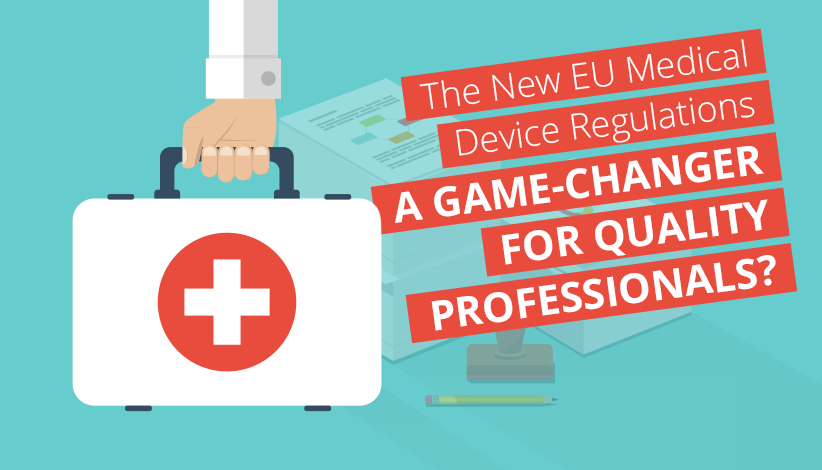 The New EU Medical
Device Regulations
A GAME-CHANGER
FOR QUALITY
PROFESSIONALS?